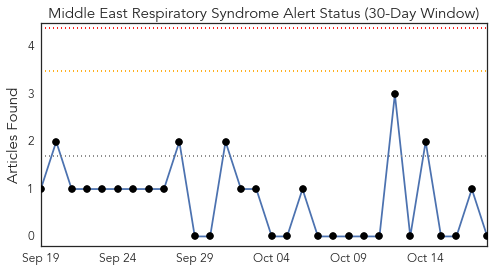 Middle East Respiratory Syndrome Alert Status (30-Day Window)
Articles Found
4
3
2
1
0
Sep 19 Sep 24 Sep 29 Oct 04 Oct 09 Oct 14